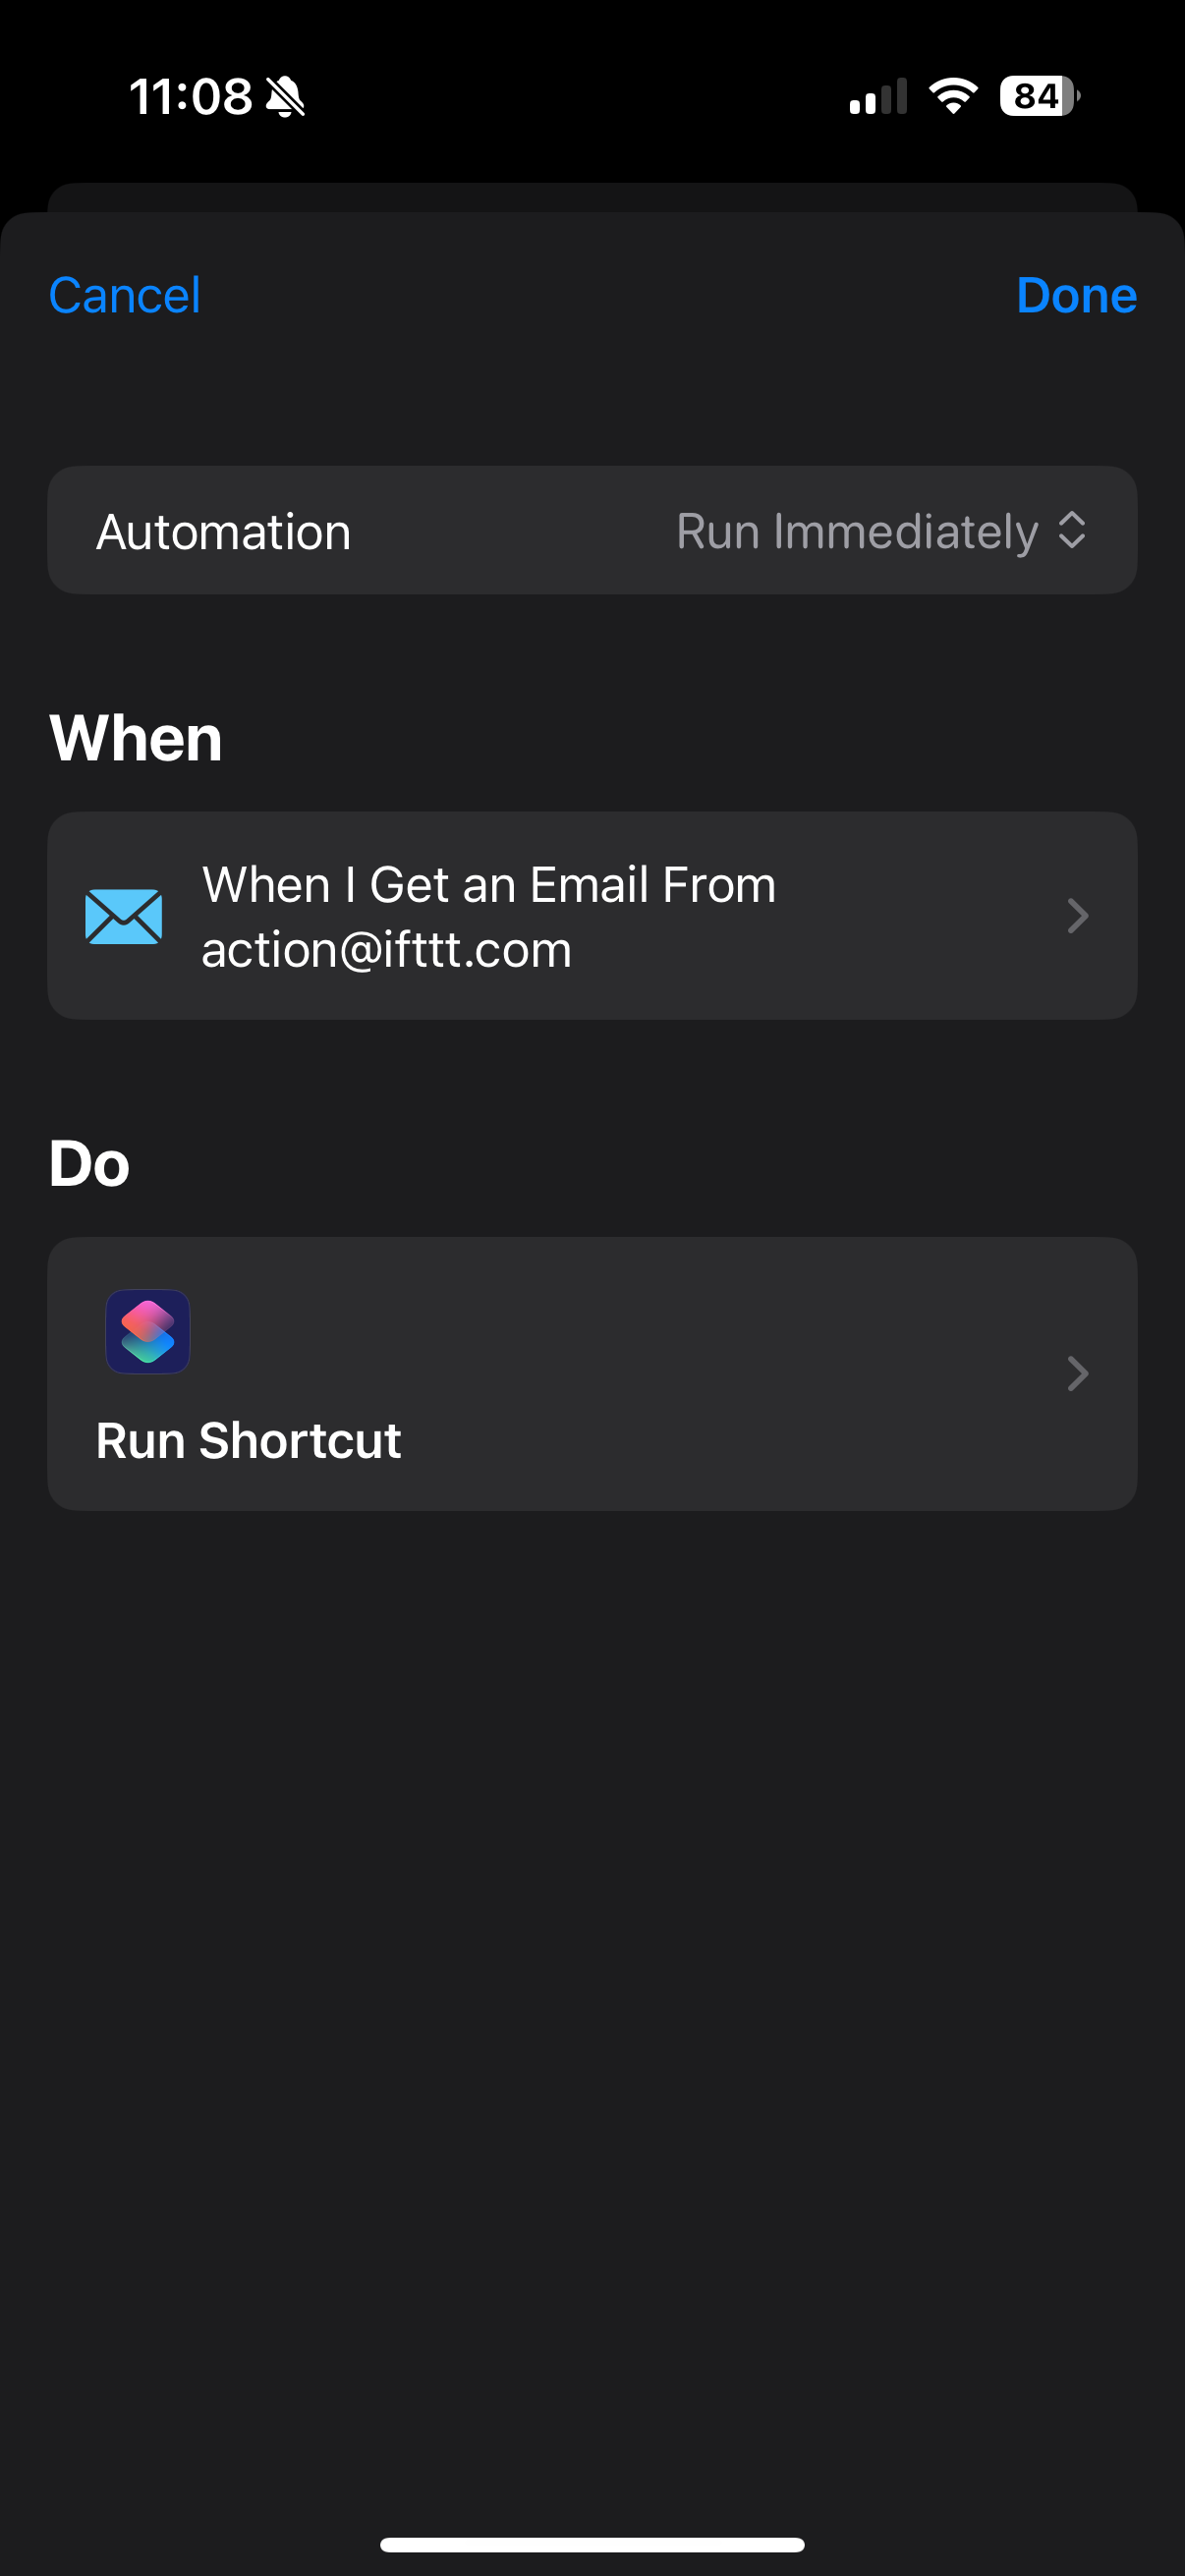 11:08
84
Cancel
Done
Automation
Run Immediately
When
When I Get an Email From
action@ifttt.com
Do
Run Shortcut